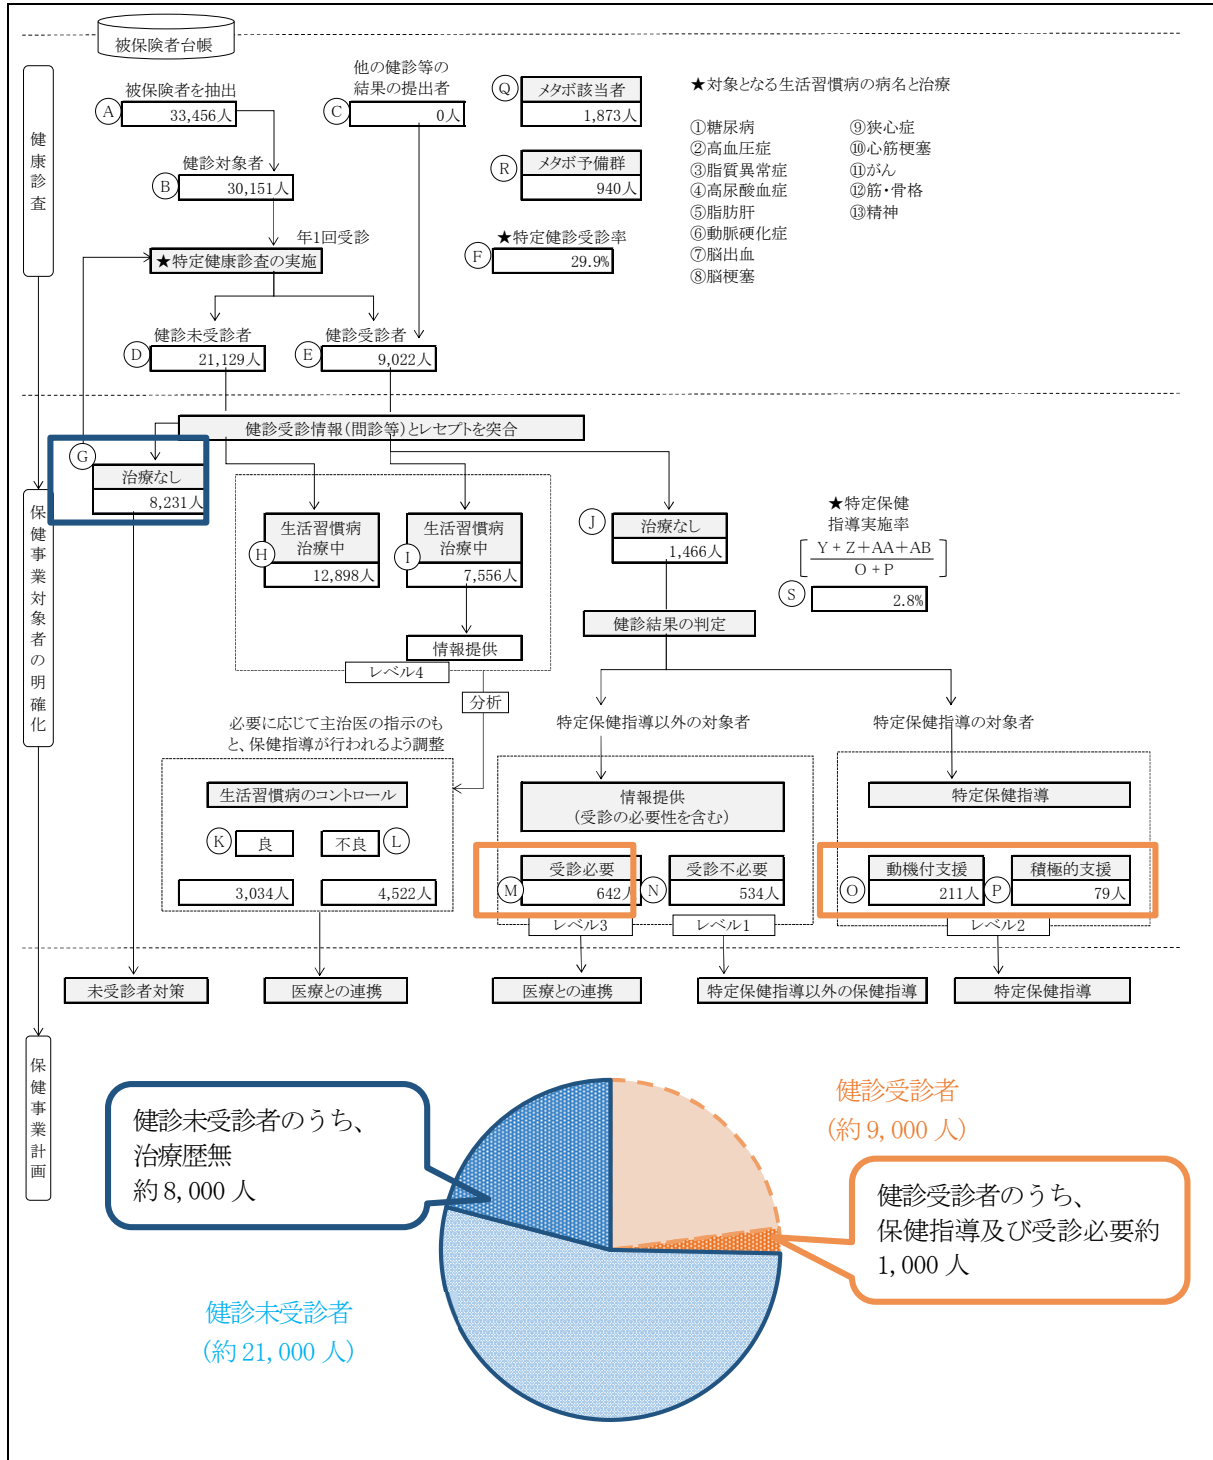 被保険者台帳
健康診査
被保険者を抽出
A
33,456人
他の健診等の
結果の提出者
C
0人
健診対象者
B
30,151人
年1回受診
★特定健康診査の実施
Q
メタボ該当者
1,873人
R
メタボ予備群
940人
★特定健診受診率
F
29.9%
★対象となる生活習慣病の病名と治療
①糖尿病
②高血圧症
③脂質異常症
④高尿酸血症
⑤脂肪肝
⑥動脈硬化症
⑦脳出血
⑧脳梗塞
⑨狭心症
⑩心筋梗塞
⑪がん
⑫筋・骨格
⑬精神
健診未受診者
D
21,129人
健診受診者
E
9,022人
保健事業対象者の明確化
健診受診情報(問診等)とレセプトを突合
G
治療なし
8,231人
H
生活習慣病
治療中
12,898人
I
生活習慣病
治療中
7,556人
情報提供
レベル4
分析
J
治療なし
1,466人
健診結果の判定
★特定保健
指導実施率
Y+Z+AA+AB
O+P
S
2.8%
必要に応じて主治医の指示のも
と、保健指導が行われるよう調整
生活習慣病のコントロール
K
良
不良
L
3,034人
4,522人
特定保健指導以外の対象者
情報提供
(受診の必要性を含む)
M
受診必要
642人
N
受診不必要
534人
レベル3
レベル1
特定保健指導の対象者
特定保健指導
O
動機付支援
211人
P
積極的支援
79人
レベル2
未受診者対策
医療との連携
医療との連携
特定保健指導以外の保健指導
特定保健指導
保健事業計画
健診未受診者のうち、
治療歴無
約8,000人
健診受診者
(約9,000人)
健診受診者のうち、
保健指導及び受診必要約
1,000人
健診未受診者
(約21,000人)